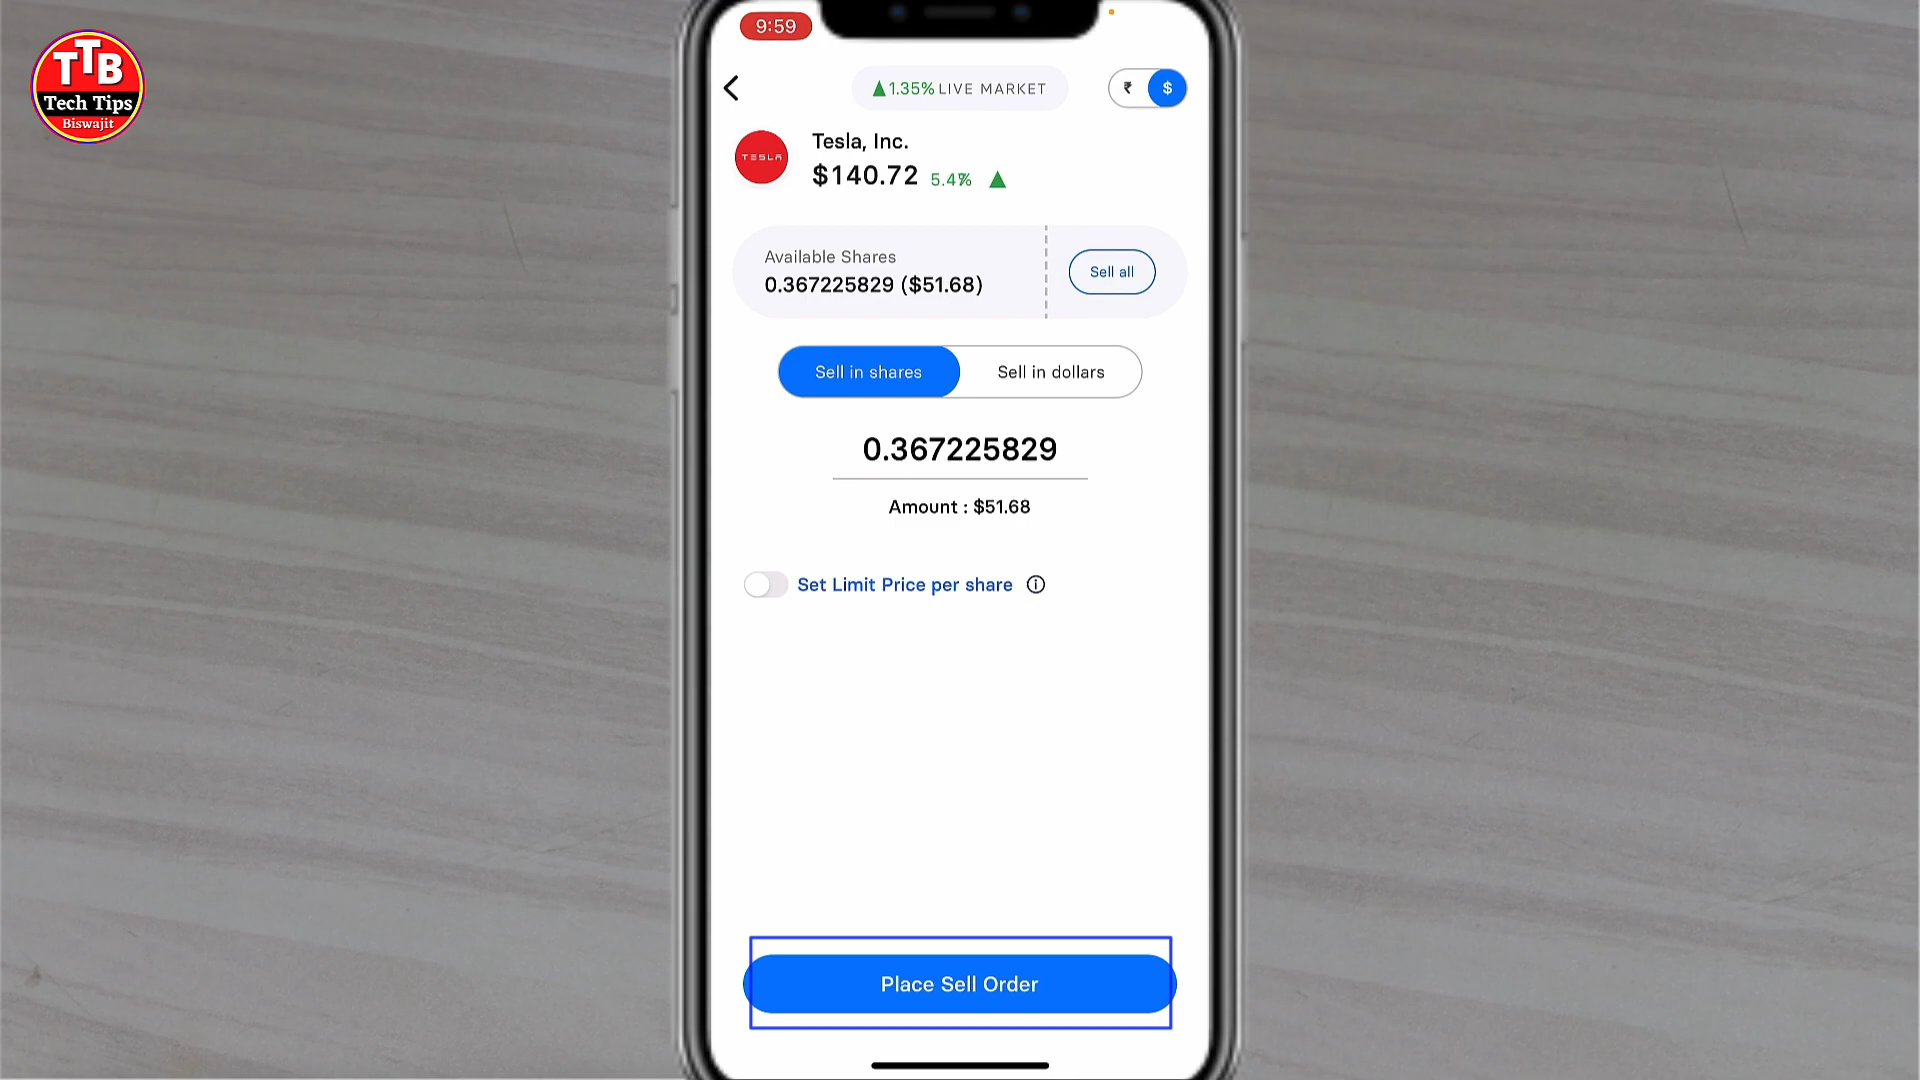 TTB
Tech Tips
Biswajit
9:59
▲1.35% LIVE MARKET
₹ $
TESLA
Tesla, Inc.
$140.72 5.4% ▲
Available Shares
0.367225829 ($51.68)
Sell all
Sell in shares
Sell in dollars
0.367225829
Amount : $51.68
Set Limit Price per share
Place Sell Order